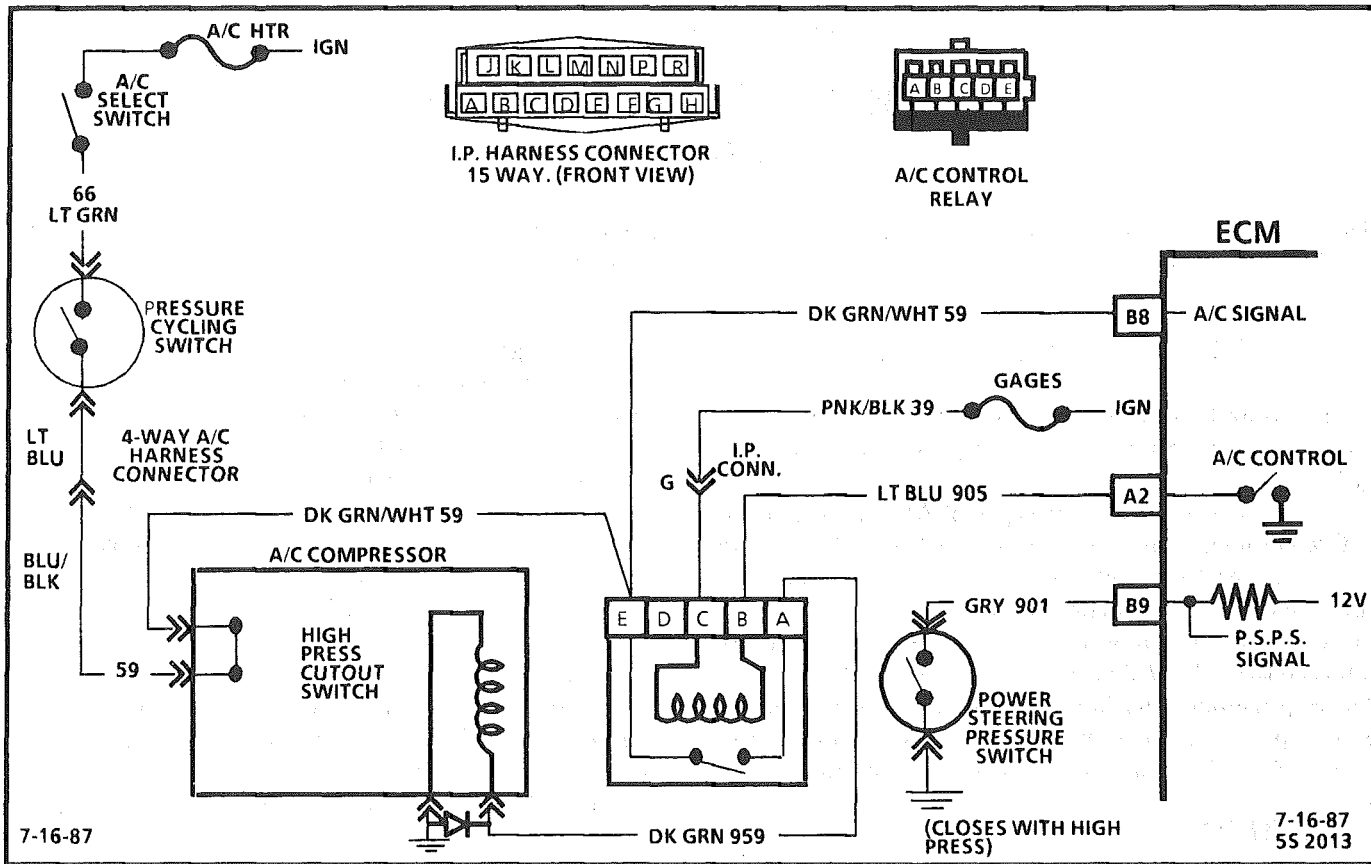 A/C HTR
IGN
A/C
SELECT
SWITCH
J K L M N P R
A B C D E F G H
I.P. HARNESS CONNECTOR
15 WAY. (FRONT VIEW)
A B C D E
A/C CONTROL
RELAY
66
LT GRN
ECM
PRESSURE
CYCLING
SWITCH
DK GRN/WHT 59
B8
A/C SIGNAL
GAGES
PNK/BLK 39
IGN
LT
BLU
4-WAY A/C
HARNESS
CONNECTOR
I.P.
CONN.
G
A/C CONTROL
LT BLU 905
A2
DK GRN/WHT 59
BLU/
BLK
A/C COMPRESSOR
E D C B A
GRY 901
B9
12V
P.S.P.S.
SIGNAL
HIGH
PRESS
CUTOUT
SWITCH
59
POWER
STEERING
PRESSURE
SWITCH
DK GRN 959
(CLOSES WITH HIGH
PRESS)
7-16-87
7-16-87
5S 2013